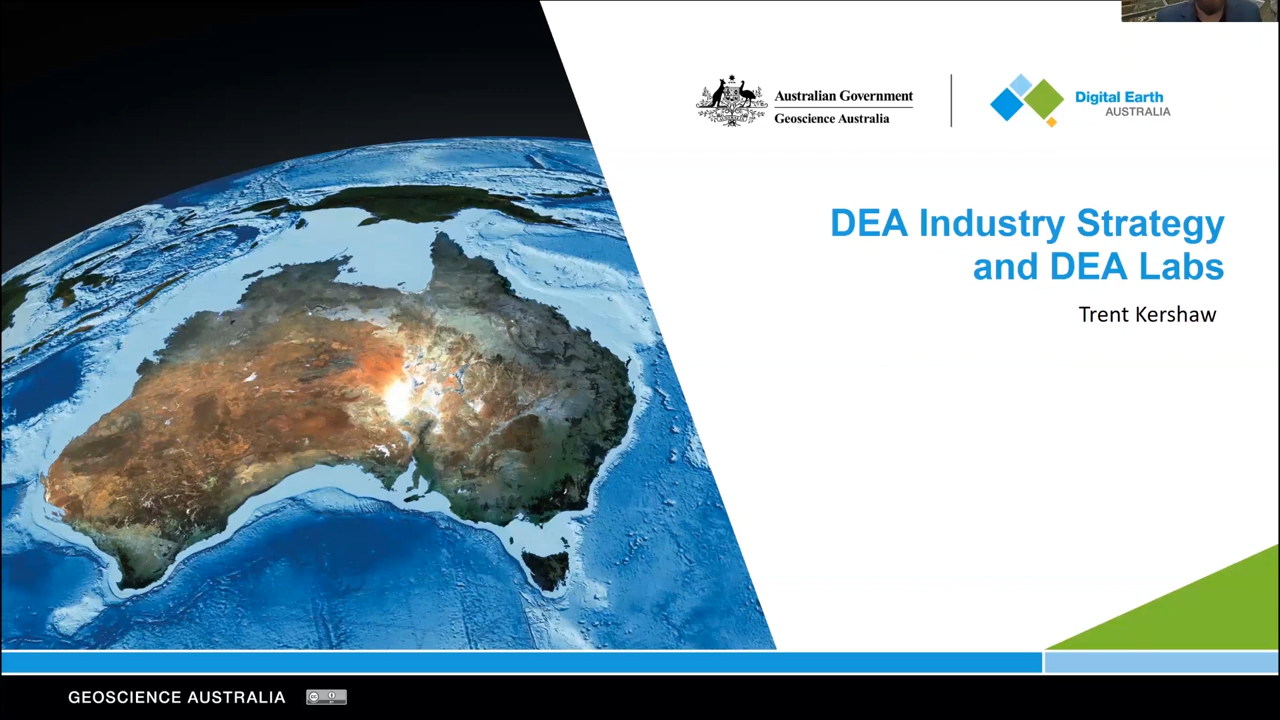 Australian Government
Geoscience Australia
Digital Earth
AUSTRALIA
DEA Industry Strategy
and DEA Labs
Trent Kershaw
GEOSCIENCE AUSTRALIA